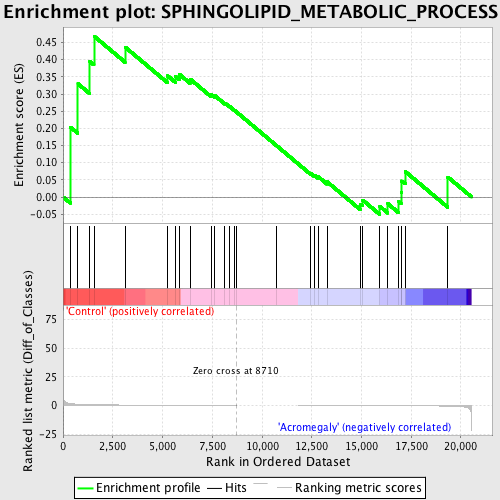 Enrichment plot: SPHINGOLIPID_METABOLIC_PROCESS
Enrichment score (ES)
0.45
0.40
0.35
0.30
0.25
0.20
0.15
0.10
0.05
0.00
-0.05
'Control' (positively correlated)
Ranked list metric (Diff_of_Classes)
75
50
25
0
-25
Zero cross at 8710
'Acromegaly' (negatively correlated)
0 2,500 5,000 7,500 10,000 12,500 15,000 17,500 20,000
Rank in Ordered Dataset
Enrichment profile Hits Ranking metric scores